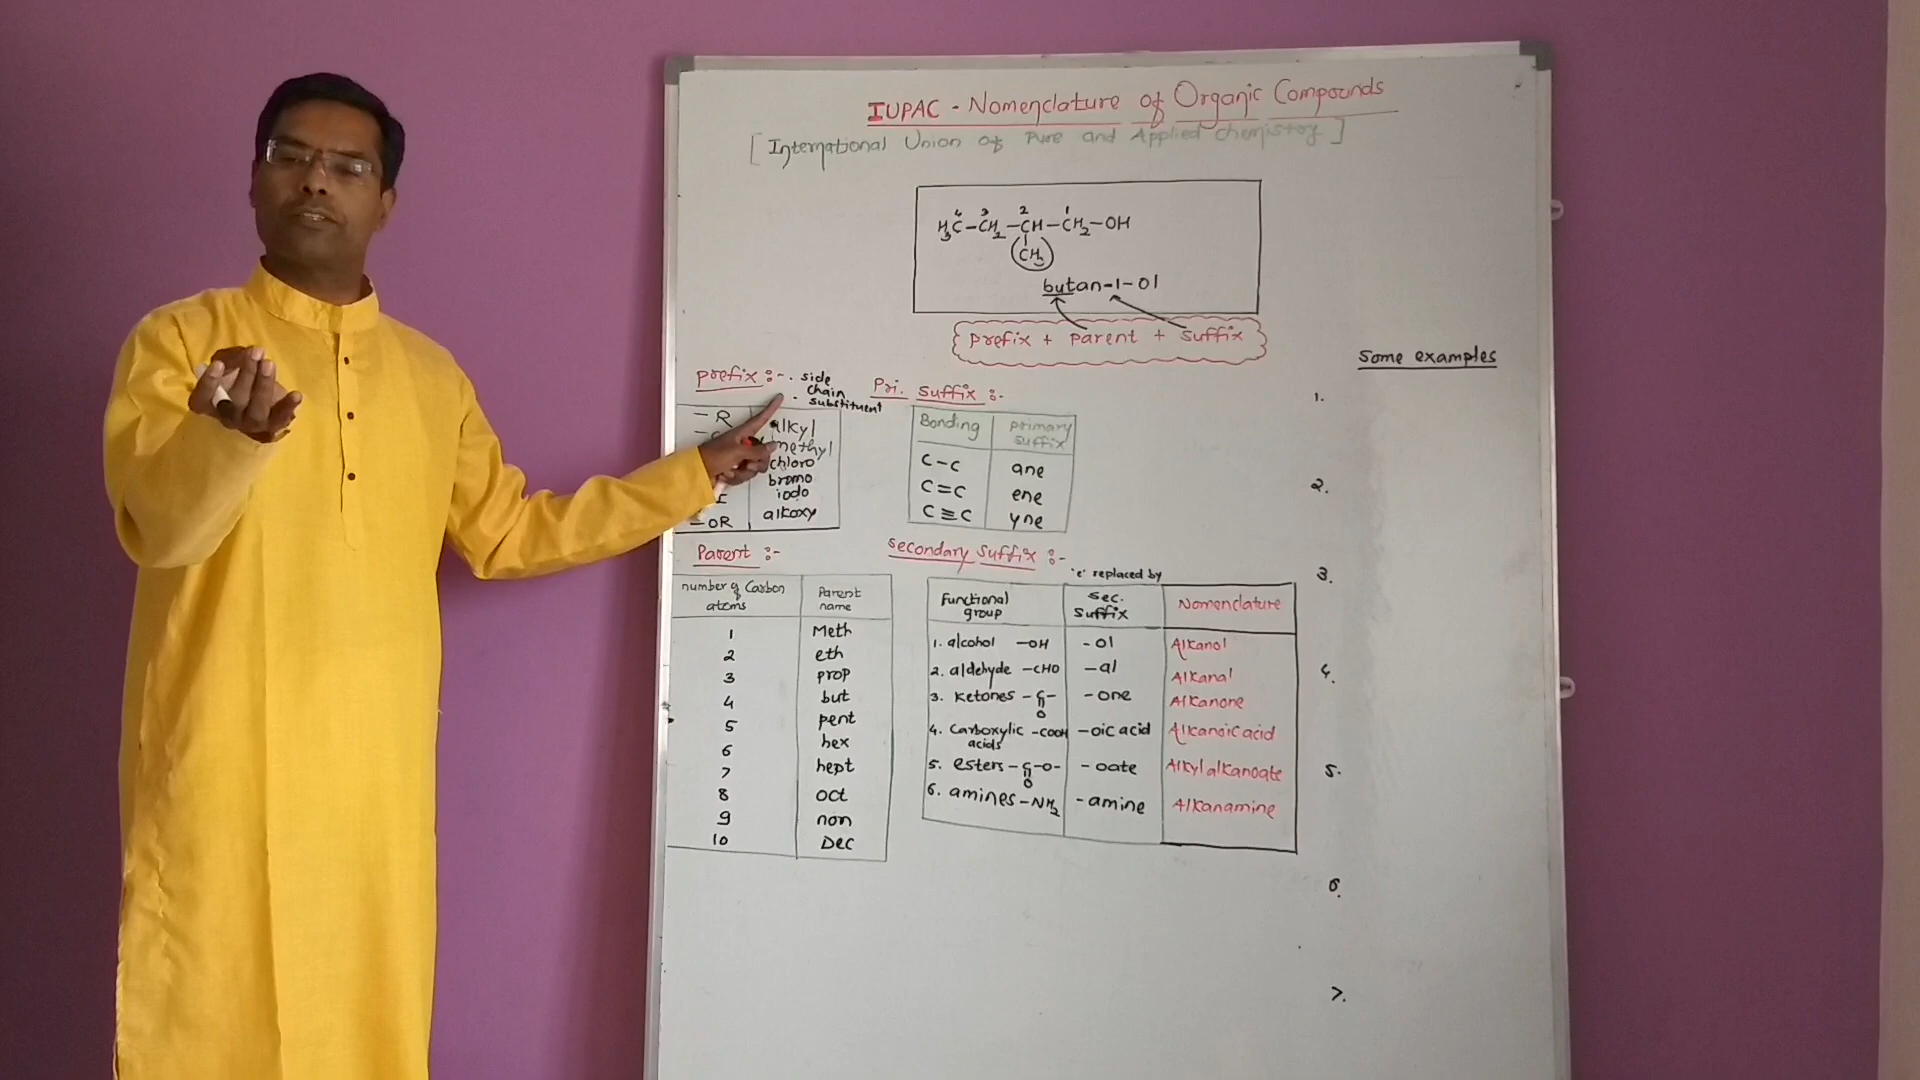 IUPAC - Nomenclature of Organic Compounds
[International Union of Pure and Applied Chemistry]
4 3 2 1
H3C-CH2-CH-CH2-OH
CH3
butan-1-ol
Prefix + Parent + Suffix
Some examples
1.
2.
3.
4.
5.
6.
7.
Prefix :- . side
chain
. substituent
-R alkyl
methyl
chloro
bromo
I iodo
-OR alkoxy
Pri. Suffix :-
Bonding Primary
suffix
C-C ane
C=C ene
C≡C yne
Parent :-
number of Carbon Parent
atoms name
1 Meth
2 eth
3 prop
4 but
5 pent
6 hex
7 hept
8 oct
9 non
10 Dec
Secondary Suffix :-
'e' replaced by
Functional Sec. Nomenclature
group Suffix
1. alcohol -OH -ol Alkanol
2. aldehyde -CHO -al Alkanal
3. Ketones -C- -one Alkanone
O
4. Carboxylic -COOH -oic acid Alkanoic acid
acids
5. esters -C-O- -oate Alkyl alkanoate
O
6. amines -NH2 -amine Alkanamine